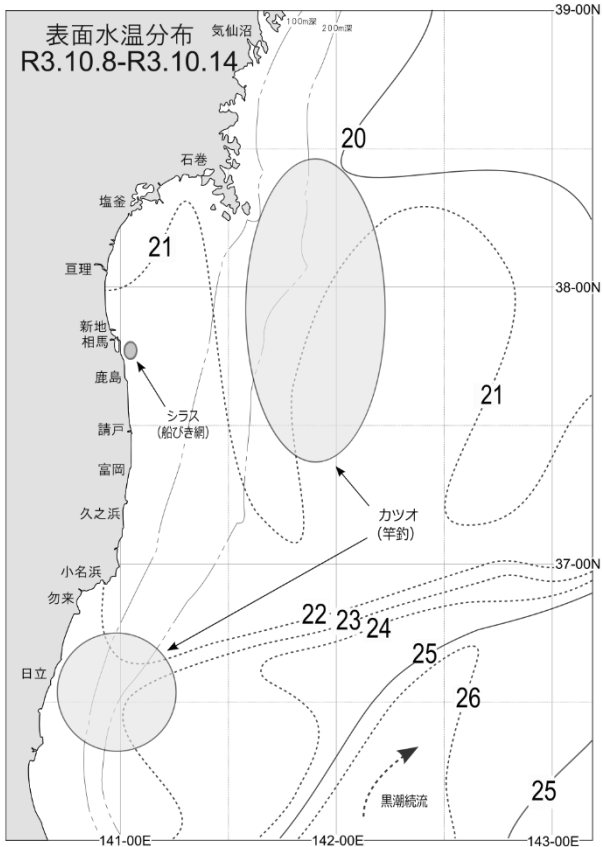 表面水温分布
R3.10.8-R3.10.14
気仙沼
100m深
200m深
39-00N
20
石巻
塩釜
21
亘理
38-00N
新地
相馬
鹿島
シラス
(船びき網)
21
請戸
富岡
久之浜
カツオ
(竿釣)
小名浜
37-00N
勿来
22
23
24
25
日立
26
黒潮続流
25
141-00E
142-00E
143-00E